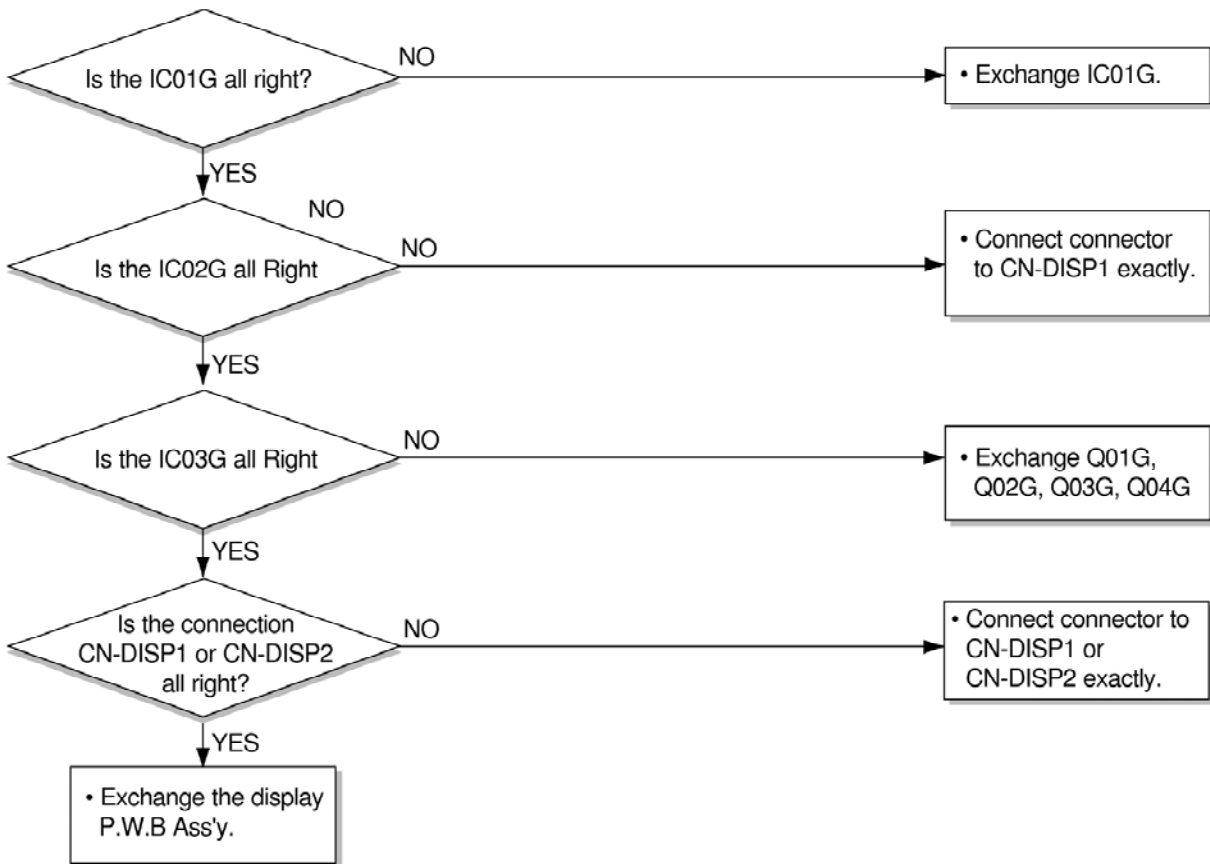 Is the IC01G all right?
NO
• Exchange IC01G.
YES
NO
Is the IC02G all Right
NO
• Connect connector
to CN-DISP1 exactly.
YES
Is the IC03G all Right
NO
• Exchange Q01G,
Q02G, Q03G, Q04G
YES
Is the connection
CN-DISP1 or CN-DISP2
all right?
NO
• Connect connector to
CN-DISP1 or
CN-DISP2 exactly.
YES
• Exchange the display
P.W.B Ass'y.